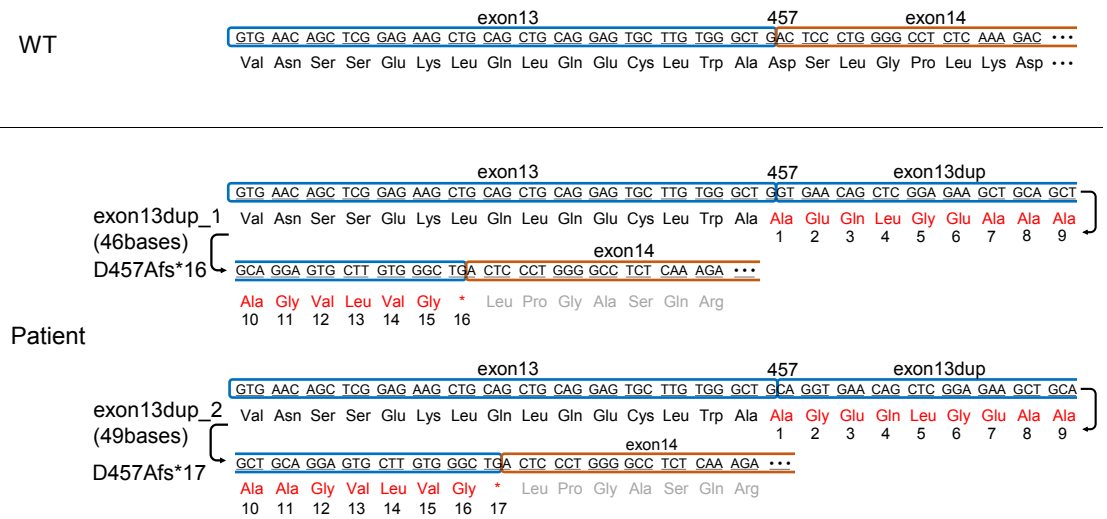 exon13 457 exon14
WT GTG AAC AGC TCG GAG AAG CTG CAG CTG CAG GAG TGC TTG TGG GCT GACT TCC CTG GGG CCT CTC AAA GAC •••
Val Asn Ser Ser Glu Lys Leu Gln Leu Gln Glu Cys Leu Trp Ala Asp Ser Leu Gly Pro Leu Lys Asp •••
exon13 457 exon13dup
GTG AAC AGC TCG GAG AAG CTG CAG CTG CAG GAG TGC TTG TGG GCT GGT GAA CAG CTC GGA GAA GCT GCA GCT
exon13dup_1 Val Asn Ser Ser Glu Lys Leu Gln Leu Gln Glu Cys Leu Trp Ala Ala Glu Gln Leu Gly Glu Ala Ala Ala
(46bases) 1 2 3 4 5 6 7 8 9
exon14
D457Afs*16 GCA GGA GTG CTT GTG GGC TGA CTC CCT GGG GCC TCT CAA AGA •••
Ala Gly Val Leu Val Gly * Leu Pro Gly Ala Ser Gln Arg
10 11 12 13 14 15 16
Patient
exon13 457 exon13dup
GTG AAC AGC TCG GAG AAG CTG CAG CTG CAG GAG TGC TTG TGG GCT GCA GGT GAA CAG CTC GGA GAA GCT GCA
exon13dup_2 Val Asn Ser Ser Glu Lys Leu Gln Leu Gln Glu Cys Leu Trp Ala Ala Gly Glu Gln Leu Gly Glu Ala Ala
(49bases) 1 2 3 4 5 6 7 8 9
exon14
D457Afs*17 GCT GCA GGA GTG CTT GTG GGC TGA CTC CCT GGG GCC TCT CAA AGA •••
Ala Ala Gly Val Leu Val Gly * Leu Pro Gly Ala Ser Gln Arg
10 11 12 13 14 15 16 17